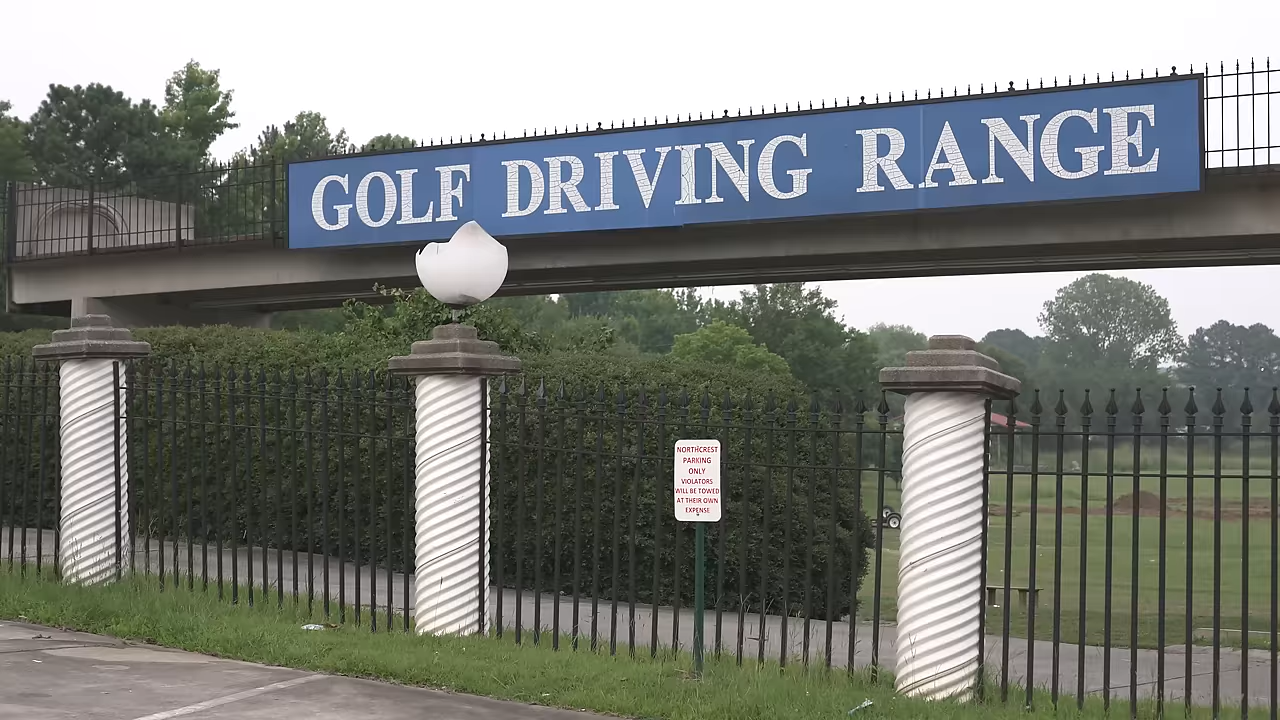 GOLF DRIVING RANGE
NORTHCREST
PARKING
ONLY
VIOLATORS
WILL BE TOWED
AT THEIR OWN
EXPENSE